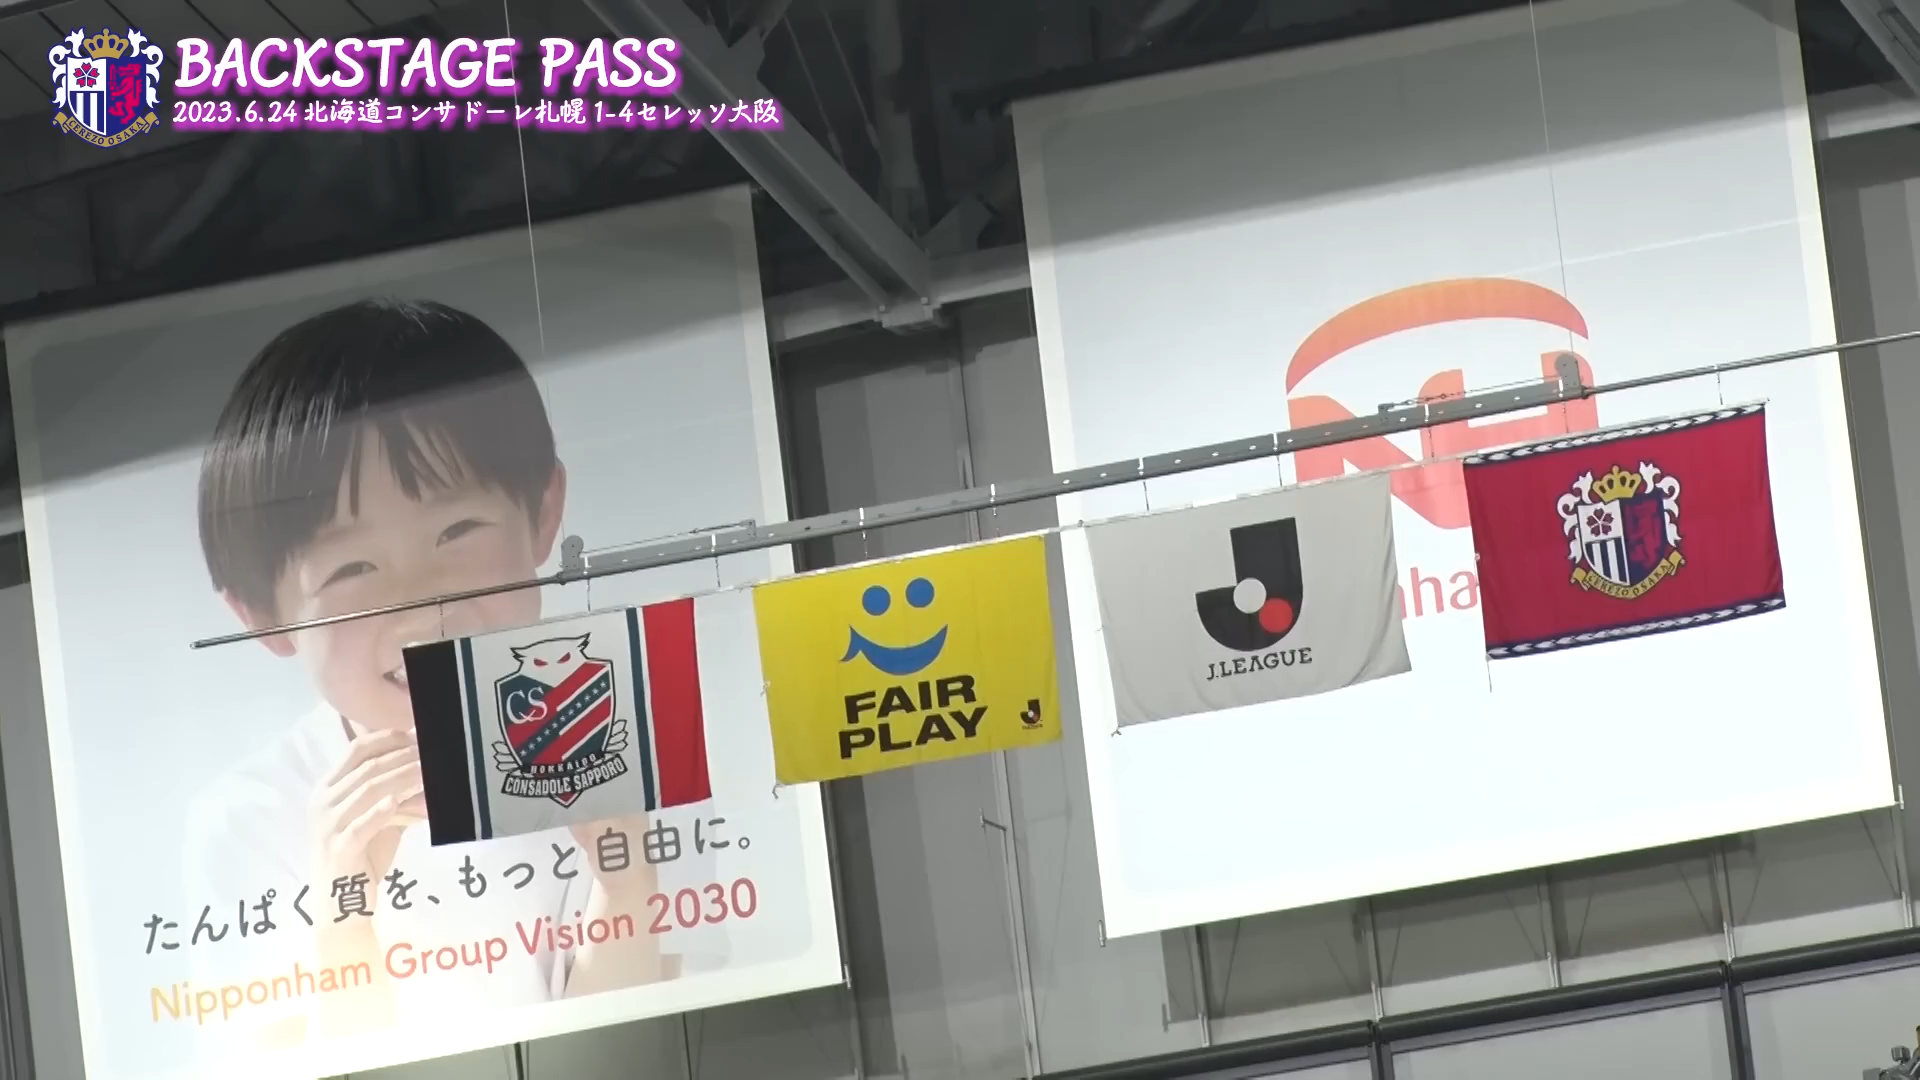 BACKSTAGE PASS
2023.6.24 北海道コンサドーレ札幌 1-4セレッソ大阪
CEREZO OSAKA
CS
HOKKAIDO
CONSADOLE SAPPORO
FAIR
PLAY
J.LEAGUE
CEREZO OSAKA
NH
たんぱく質を、もっと自由に。
Nipponham Group Vision 2030